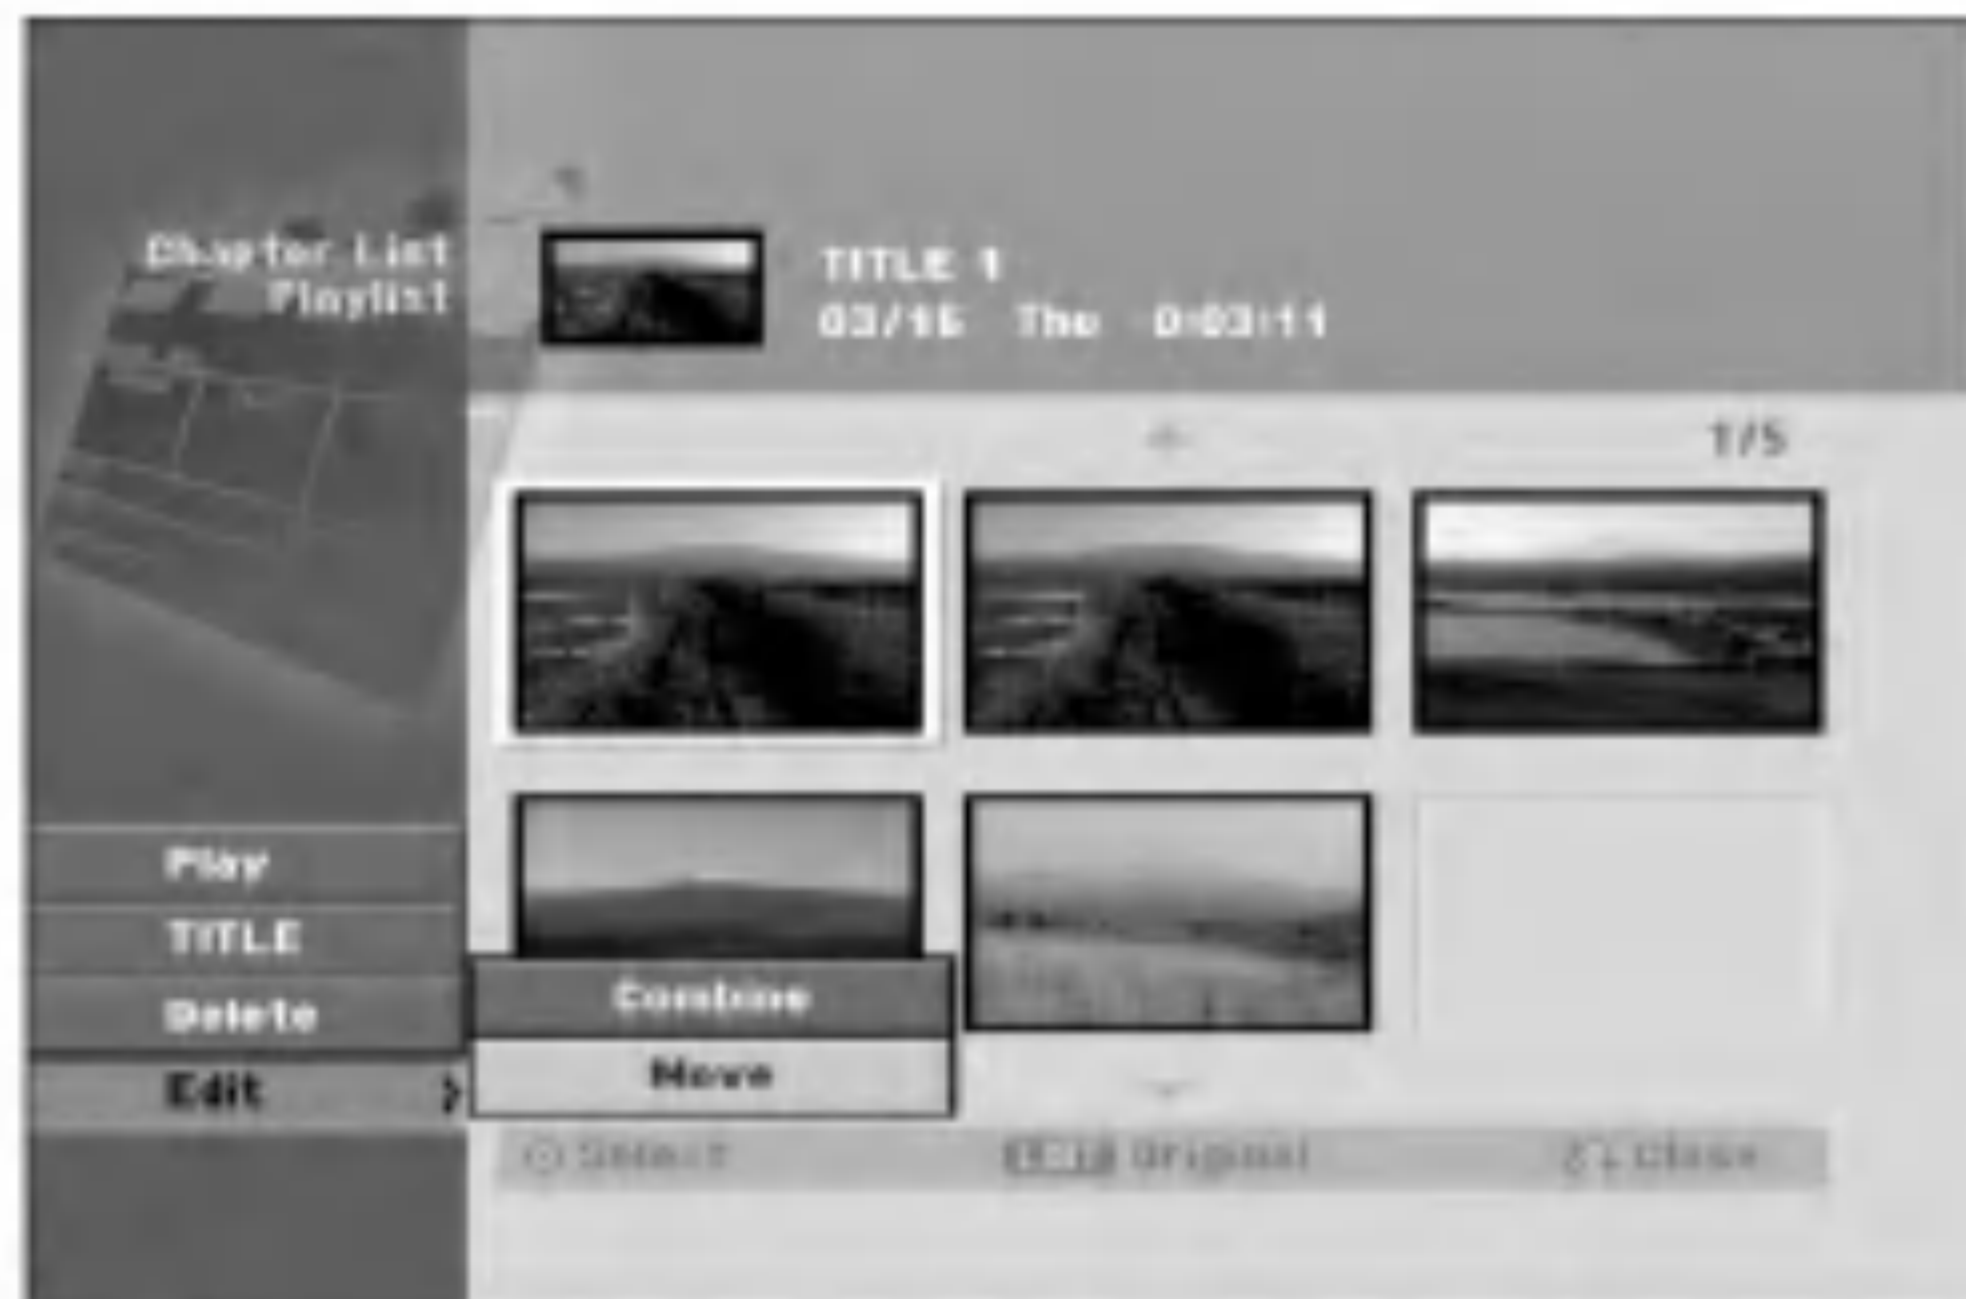 Chapter List
Playlist
TITLE 1
03/15 Thu 0:03:11
1/5
Play
TITLE
Delete
Edit
Combine
Move
Select
Original
Close